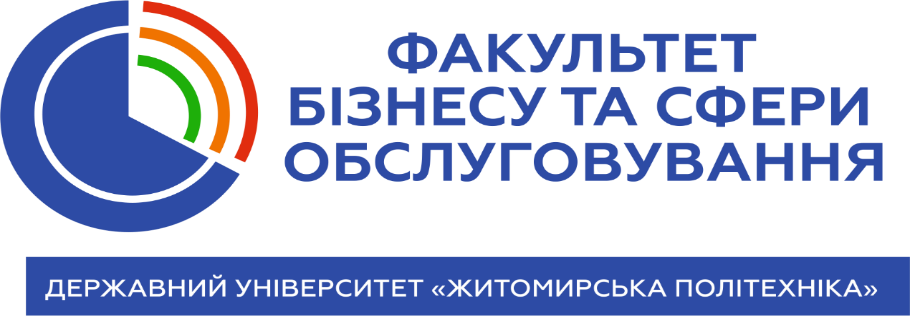 ФАКУЛЬТЕТ
БІЗНЕСУ ТА СФЕРИ
ОБСЛУГОВУВАННЯ
ДЕРЖАВНИЙ УНІВЕРСИТЕТ «ЖИТОМИРСЬКА ПОЛІТЕХНІКА»